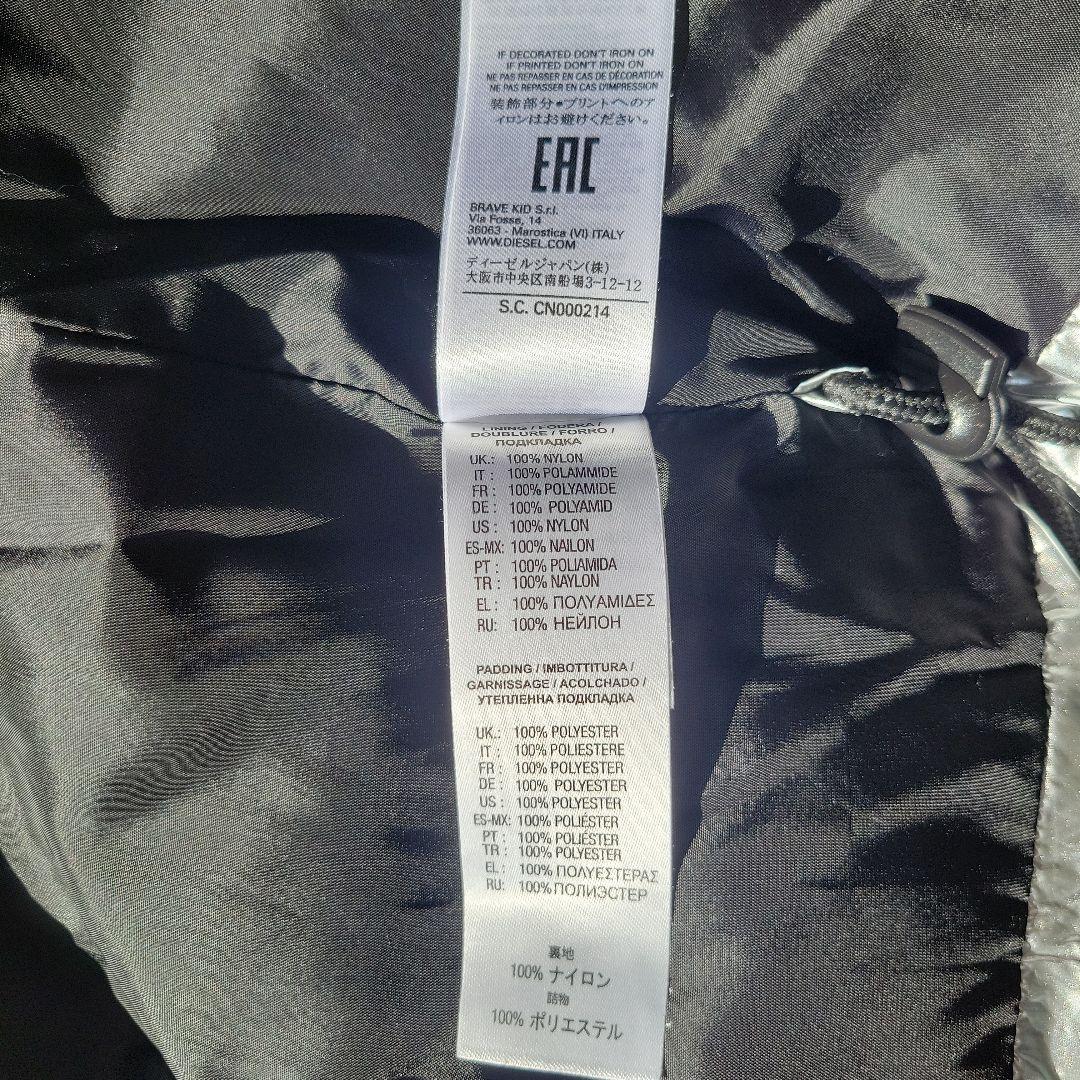 IF DECORATED DON'T IRON ON
IF PRINTED DON'T IRON ON
NE PAS REPASSER EN CAS DE DÉCORATION
NE PAS REPASSER EN CAS D'IMPRESSION
装飾部分・プリントへのア
イロンはお避けください。
EAC
BRAVE KID S.r.l.
Via Fosse, 14
36063 - Marostica (VI) ITALY
WWW.DIESEL.COM
ディーゼルジャパン(株)
大阪市中央区南船場3-12-12
S.C. CN000214
LINING / FODERA /
DOUBLURE / FORRO /
ПОДКЛАДКА
UK.: 100% NYLON
IT : 100% POLAMMIDE
FR : 100% POLYAMIDE
DE : 100% POLYAMID
US : 100% NYLON
ES-MX: 100% NAILON
PT : 100% POLIAMIDA
TR : 100% NAYLON
EL : 100% ΠΟΛΥΑΜΙΔΕΣ
RU: 100% НЕЙЛОН
PADDING / IMBOTTITURA /
GARNISSAGE / ACOLCHADO /
УТЕПЛЕННА ПОДКЛАДКА
UK.: 100% POLYESTER
IT : 100% POLIESTERE
FR : 100% POLYESTER
DE : 100% POLYESTER
US : 100% POLYESTER
ES-MX: 100% POLIÉSTER
PT : 100% POLIÉSTER
TR : 100% POLYESTER
EL : 100% ΠΟΛΥΕΣΤΕΡΑΣ
RU: 100% ПОЛИЭСТЕР
裏地
100% ナイロン
詰物
100% ポリエステル